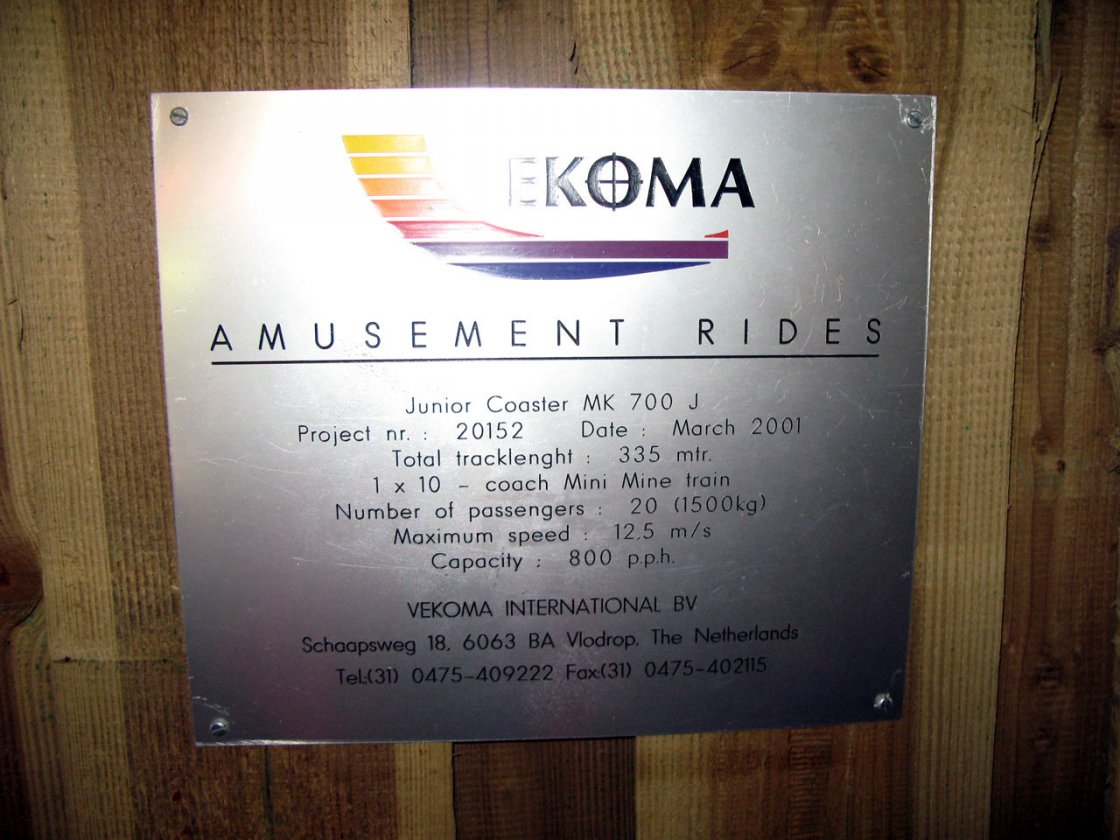 EKOMA
AMUSEMENT RIDES
Junior Coaster MK 700 J
Project nr. : 20152 Date : March 2001
Total tracklenght : 335 mtr.
1 x 10 - coach Mini Mine train
Number of passengers : 20 (1500kg)
Maximum speed : 12.5 m/s
Capacity : 800 p.p.h.
VEKOMA INTERNATIONAL BV
Schaapsweg 18, 6063 BA Vlodrop, The Netherlands
Tel.:(31) 0475-409222 Fax:(31) 0475-402115